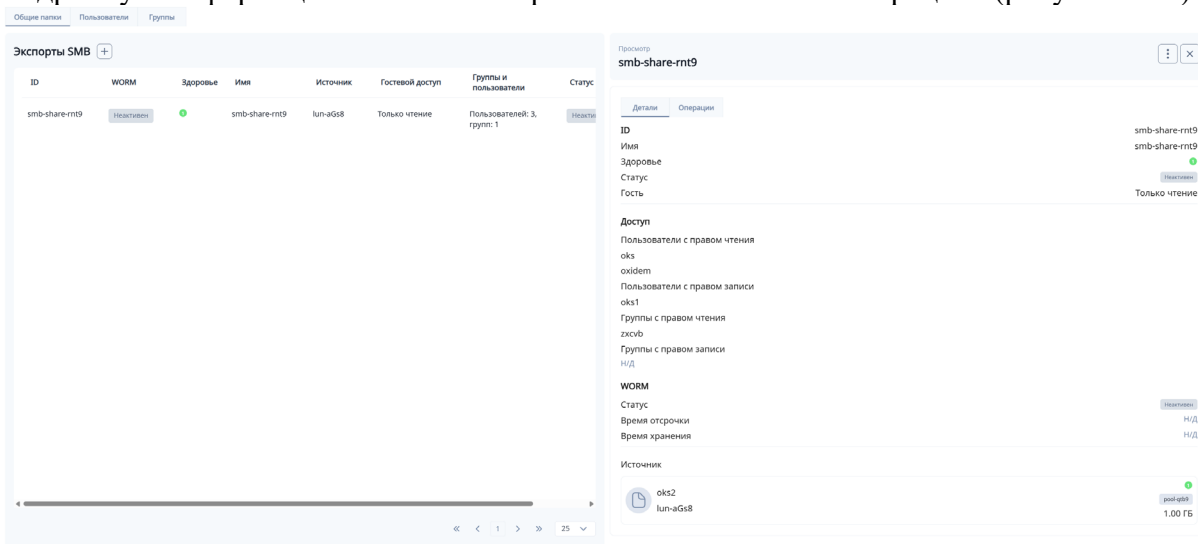 Общие папки Пользователи Группы
Экспорты SMB
ID WORM Здоровье Имя Источник Гостевой доступ Группы и пользователи Статус
smb-share-rnt9 Неактивен smb-share-rnt9 lun-aGs8 Только чтение Пользователей: 3, групп: 1
1 25
Просмотр
smb-share-rnt9
Детали Операции
ID smb-share-rnt9
Имя smb-share-rnt9
Здоровье
Статус Неактивен
Гость Только чтение
Доступ
Пользователи с правом чтения
oks
oxidem
Пользователи с правом записи
oks1
Группы с правом чтения
zxcvb
Группы с правом записи
Н/Д
WORM
Статус Неактивен
Время отсрочки Н/Д
Время хранения Н/Д
Источник
oks2
lun-aGs8 pool-qtb9
1.00 ГБ